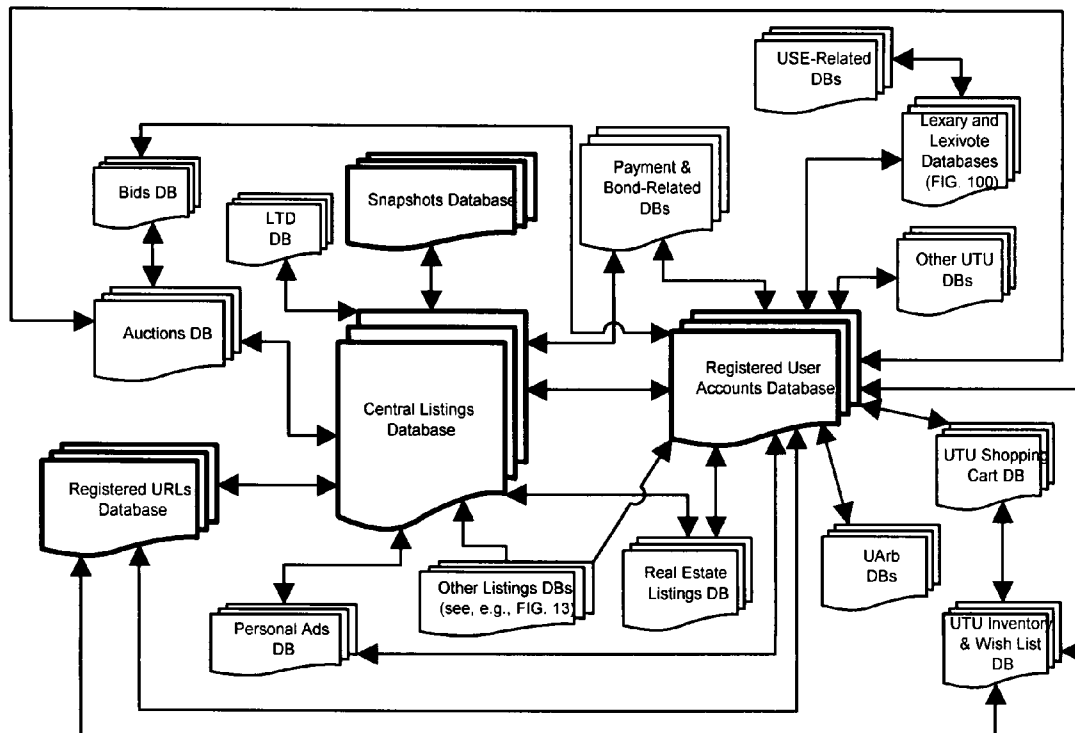 USE-Related
DBs
Lexary and
Lexivote
Databases
(FIG. 100)
Bids DB
LTD
DB
Snapshots Database
Payment &
Bond-Related
DBs
Other UTU
DBs
Auctions DB
Central Listings
Database
Registered User
Accounts Database
Registered URLs
Database
UTU Shopping
Cart DB
Personal Ads
DB
Other Listings DBs
(see, e.g., FIG. 13)
Real Estate
Listings DB
UArb
DBs
UTU Inventory
& Wish List
DB